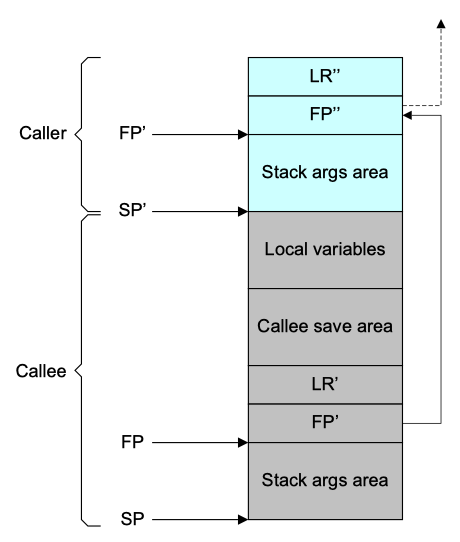 LR’’
FP’’
Caller
FP’
Stack args area
SP’
Local variables
Callee save area
Callee
LR’
FP’
FP
Stack args area
SP